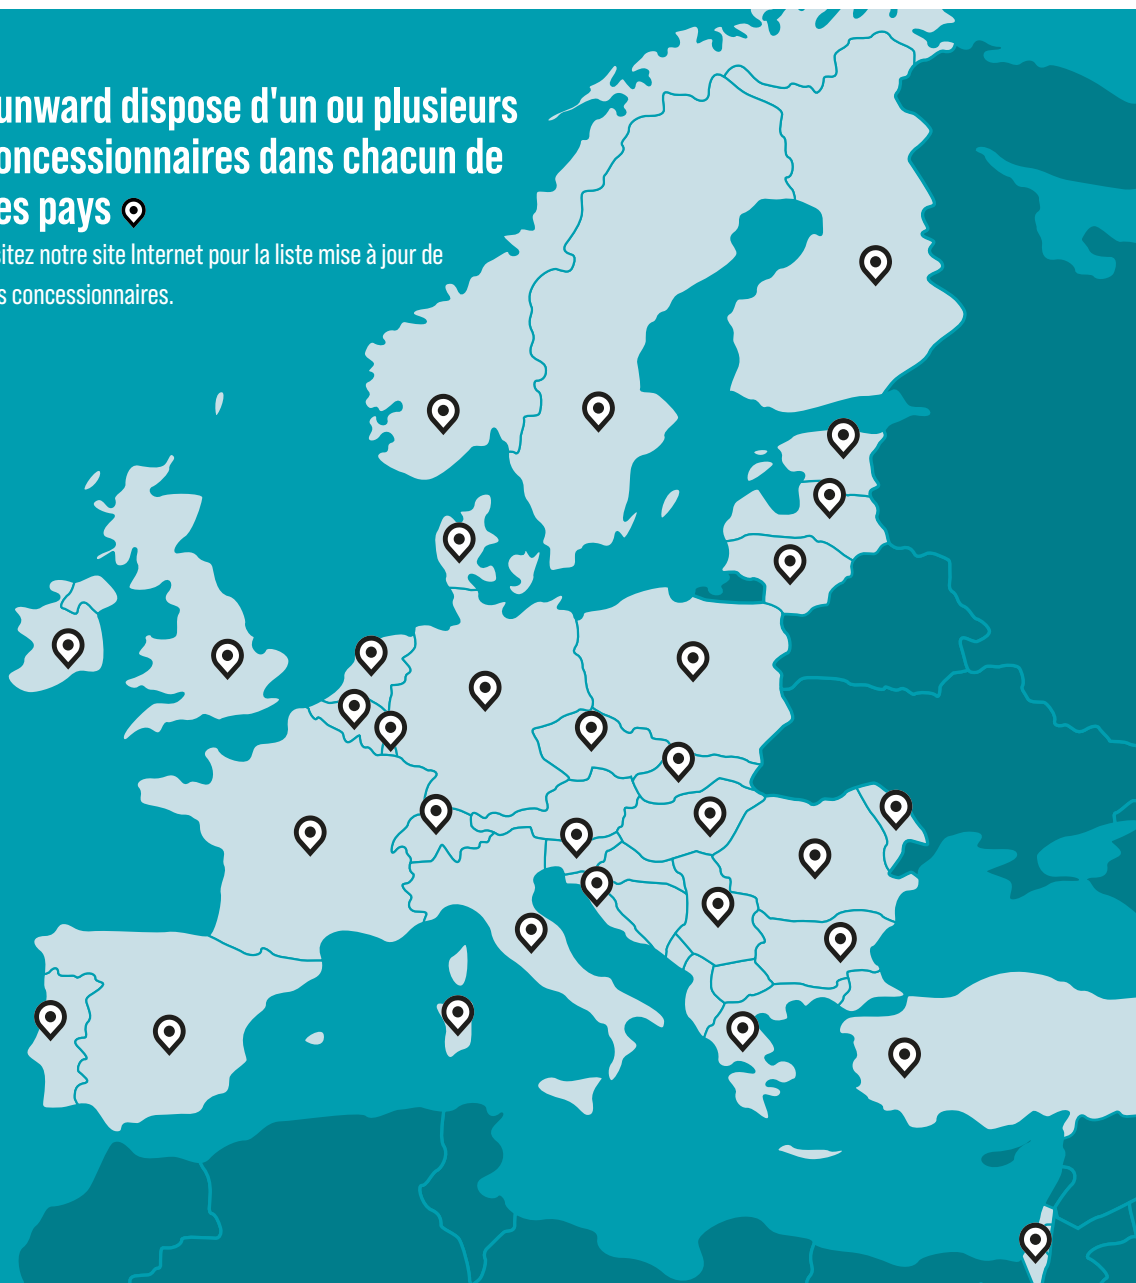 unward dispose d'un ou plusieurs
oncessionnaires dans chacun de
es pays
sitez notre site Internet pour la liste mise à jour de
s concessionnaires.